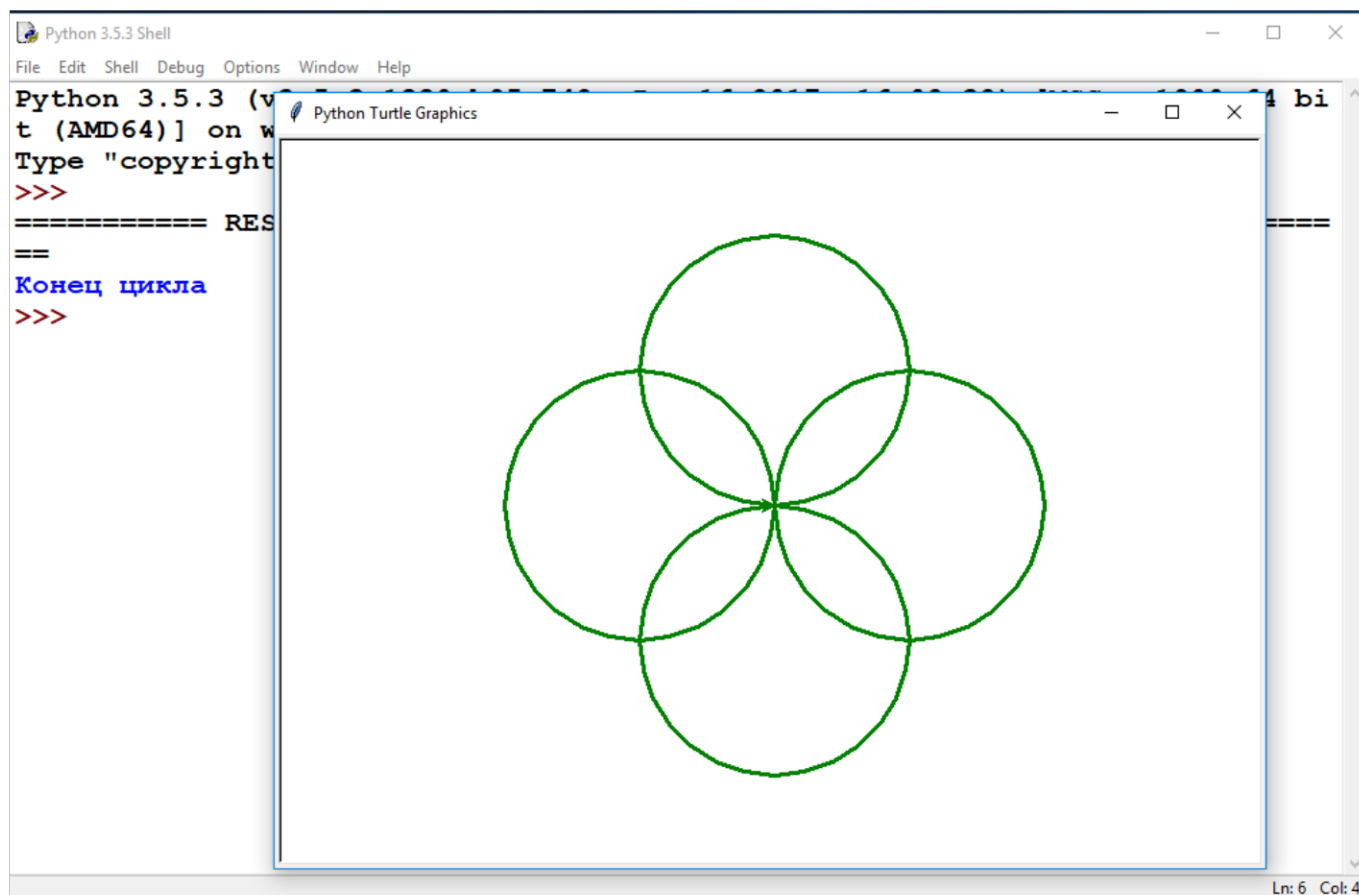 Python 3.5.3 Shell
File Edit Shell Debug Options Window Help
Python 3.5.3 (v
4 bi
t (AMD64)] on w
Type "copyright
>>>
=========== RES
====
==
Конец цикла
>>>
Python Turtle Graphics
Ln: 6 Col: 4